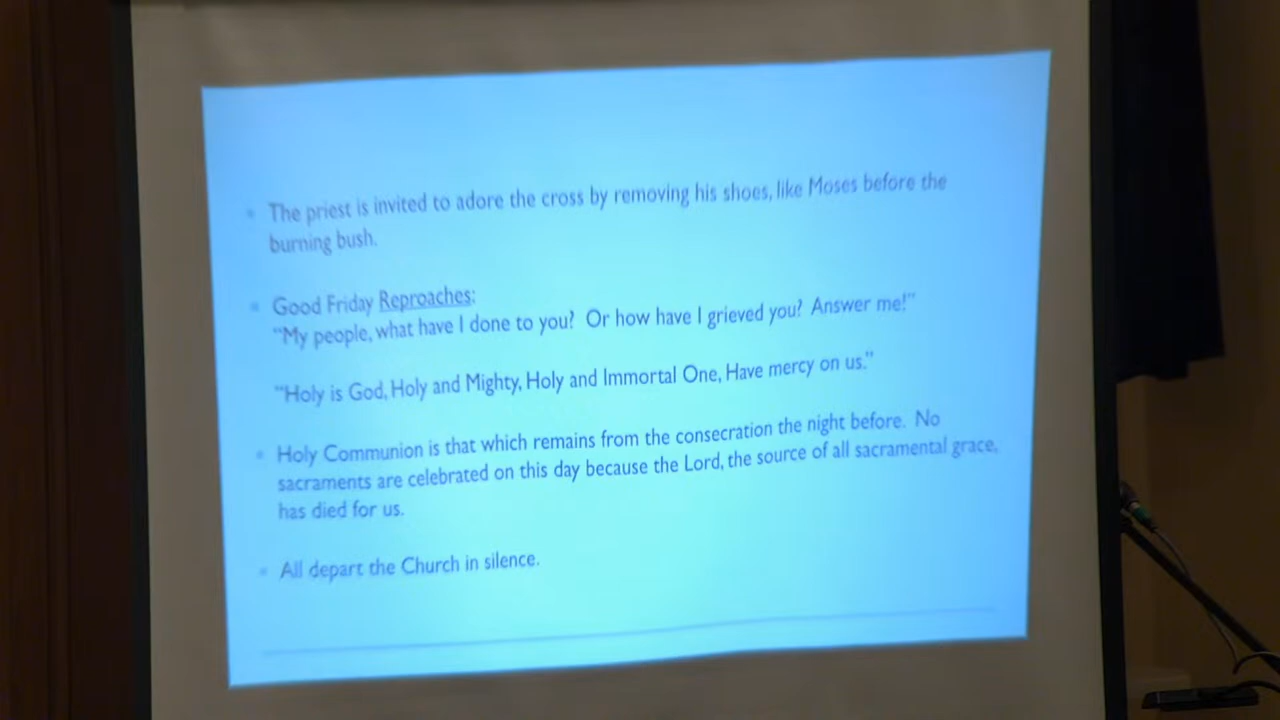 The priest is invited to adore the cross by removing his shoes, like Moses before the
burning bush.
Good Friday Reproaches:
"My people, what have I done to you? Or how have I grieved you? Answer me!"
"Holy is God, Holy and Mighty, Holy and Immortal One, Have mercy on us."
Holy Communion is that which remains from the consecration the night before. No
sacraments are celebrated on this day because the Lord, the source of all sacramental grace,
has died for us.
All depart the Church in silence.